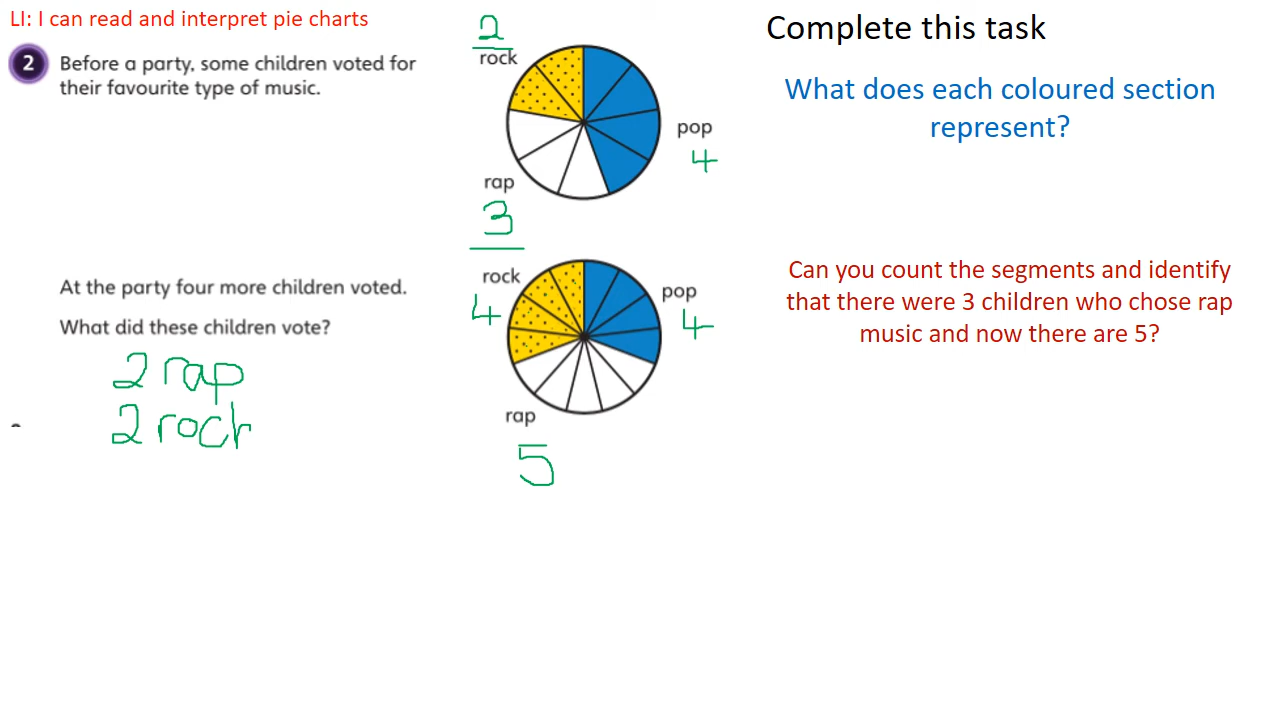 LI: I can read and interpret pie charts
2
Before a party, some children voted for
their favourite type of music.
2
rock
pop
4
rap
3
At the party four more children voted.
What did these children vote?
2 rap
2 rock
rock
4
pop
4
rap
5
Complete this task
What does each coloured section
represent?
Can you count the segments and identify
that there were 3 children who chose rap
music and now there are 5?